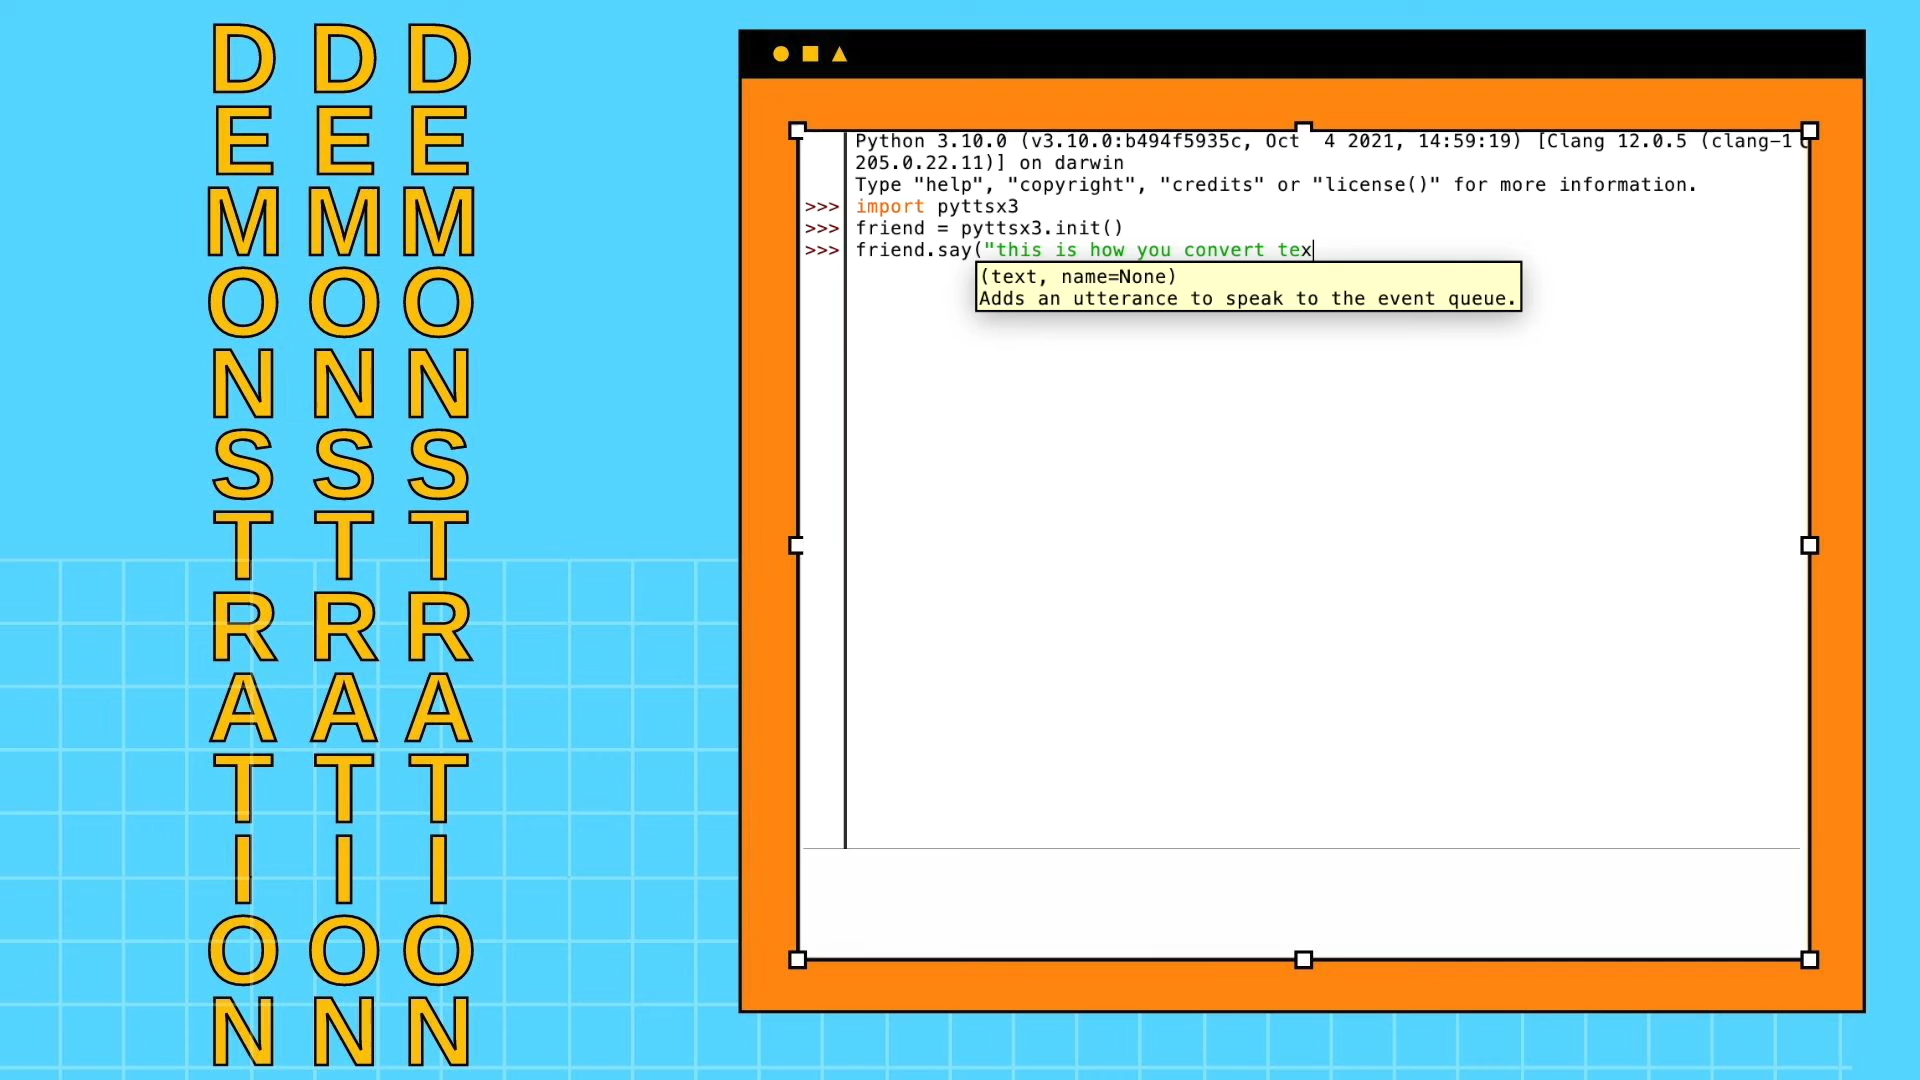 DEMONSTRATION
DEMONSTRATION
DEMONSTRATION
Python 3.10.0 (v3.10.0:b494f5935c, Oct  4 2021, 14:59:19) [Clang 12.0.5 (clang-1
205.0.22.11)] on darwin
Type "help", "copyright", "credits" or "license()" for more information.
>>> import pyttsx3
>>> friend = pyttsx3.init()
>>> friend.say("this is how you convert tex
(text, name=None)
Adds an utterance to speak to the event queue.